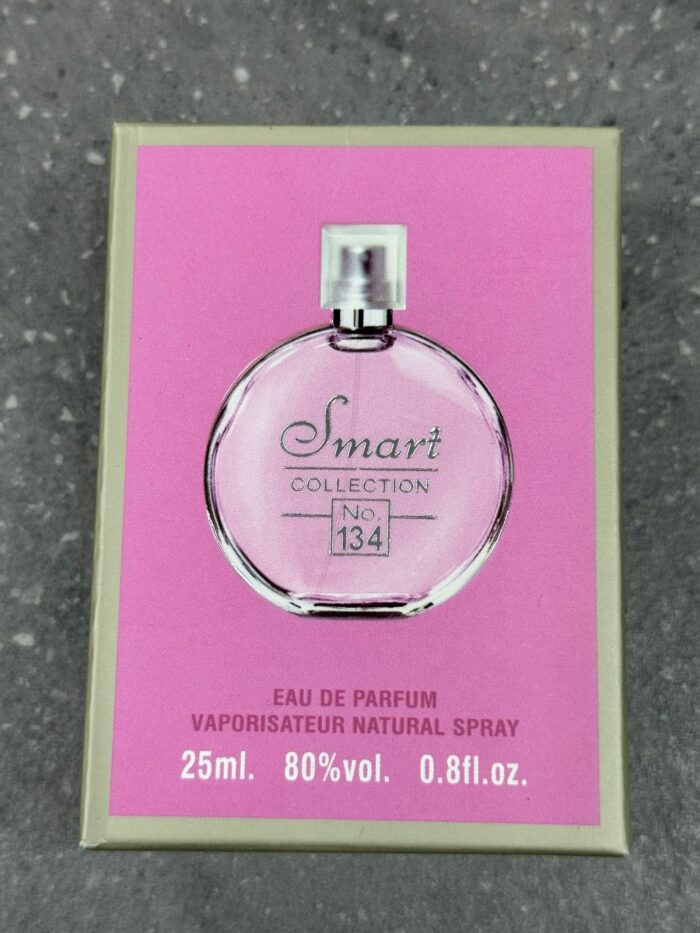 Smart
COLLECTION
No.
134
EAU DE PARFUM
VAPORISATEUR NATURAL SPRAY
25ml. 80%vol. 0.8fl.oz.